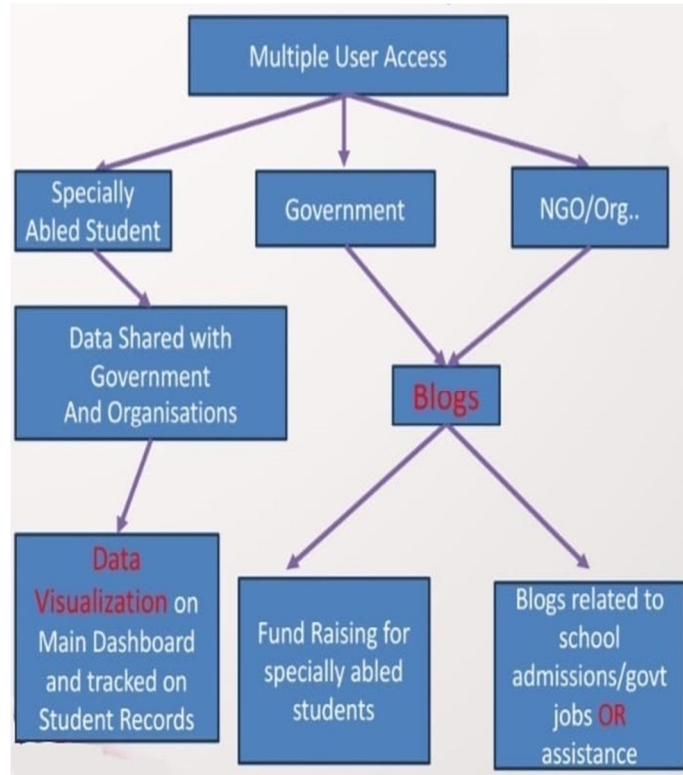 Multiple User Access
Specially
Abled Student
Government
NGO/Org..
Data Shared with
Government
And Organisations
Blogs
Data
Visualization on
Main Dashboard
and tracked on
Student Records
Fund Raising for
specially abled
students
Blogs related to
school
admissions/govt
jobs OR
assistance